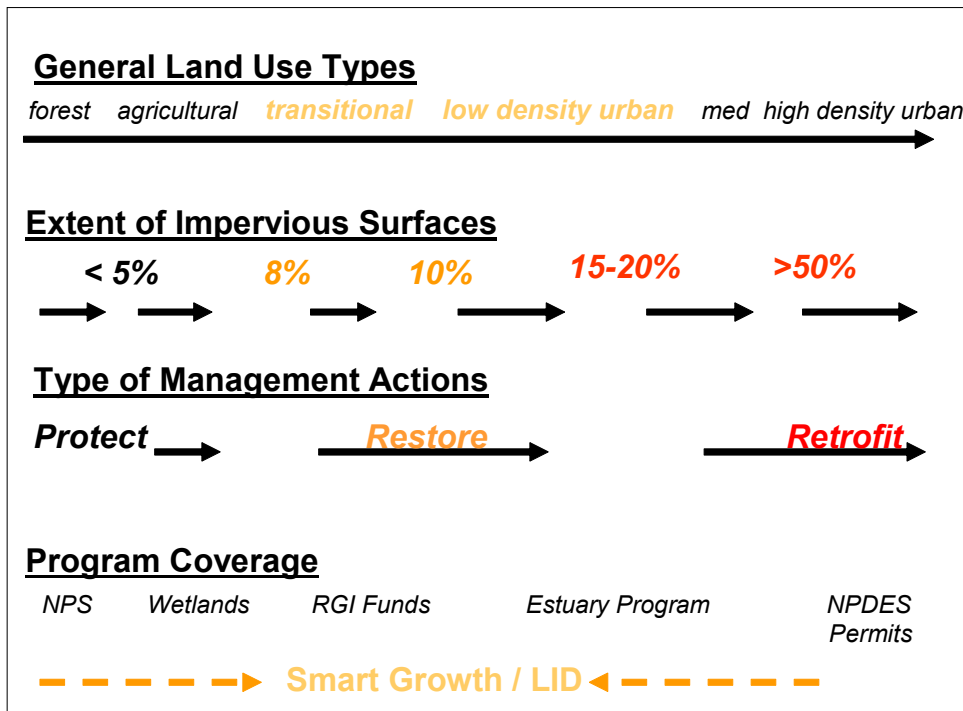 General Land Use Types
forest agricultural transitional low density urban med high density urban
Extent of Impervious Surfaces
< 5% 8% 10% 15-20% >50%
Type of Management Actions
Protect Restore Retrofit
Program Coverage
NPS Wetlands RGI Funds Estuary Program NPDES
Permits
Smart Growth / LID